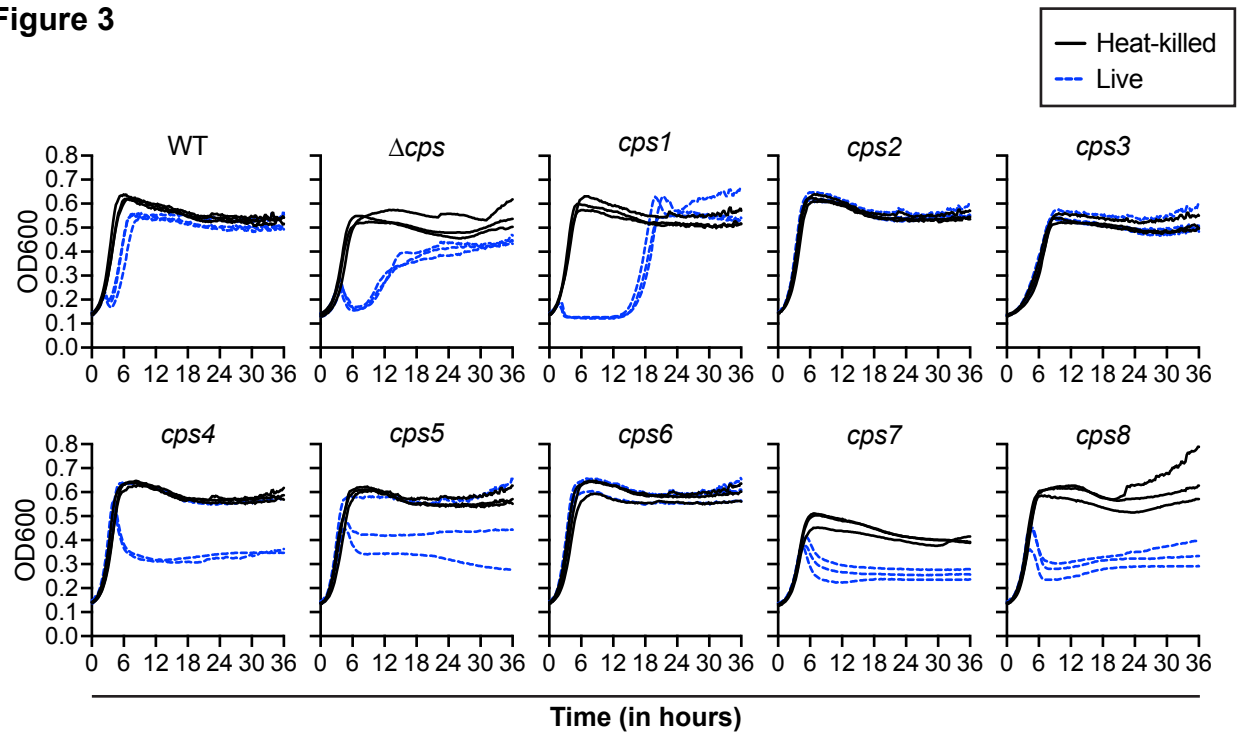 Figure 3
Heat-killed
Live
WT
Δcps
cps1
cps2
cps3
OD600
0.8
0.7
0.6
0.5
0.4
0.3
0.2
0.1
0.0
0 6 12 18 24 30 36
0 6 12 18 24 30 36
0 6 12 18 24 30 36
0 6 12 18 24 30 36
0 6 12 18 24 30 36
cps4
cps5
cps6
cps7
cps8
OD600
0.8
0.7
0.6
0.5
0.4
0.3
0.2
0.1
0.0
0 6 12 18 24 30 36
0 6 12 18 24 30 36
0 6 12 18 24 30 36
0 6 12 18 24 30 36
0 6 12 18 24 30 36
Time (in hours)